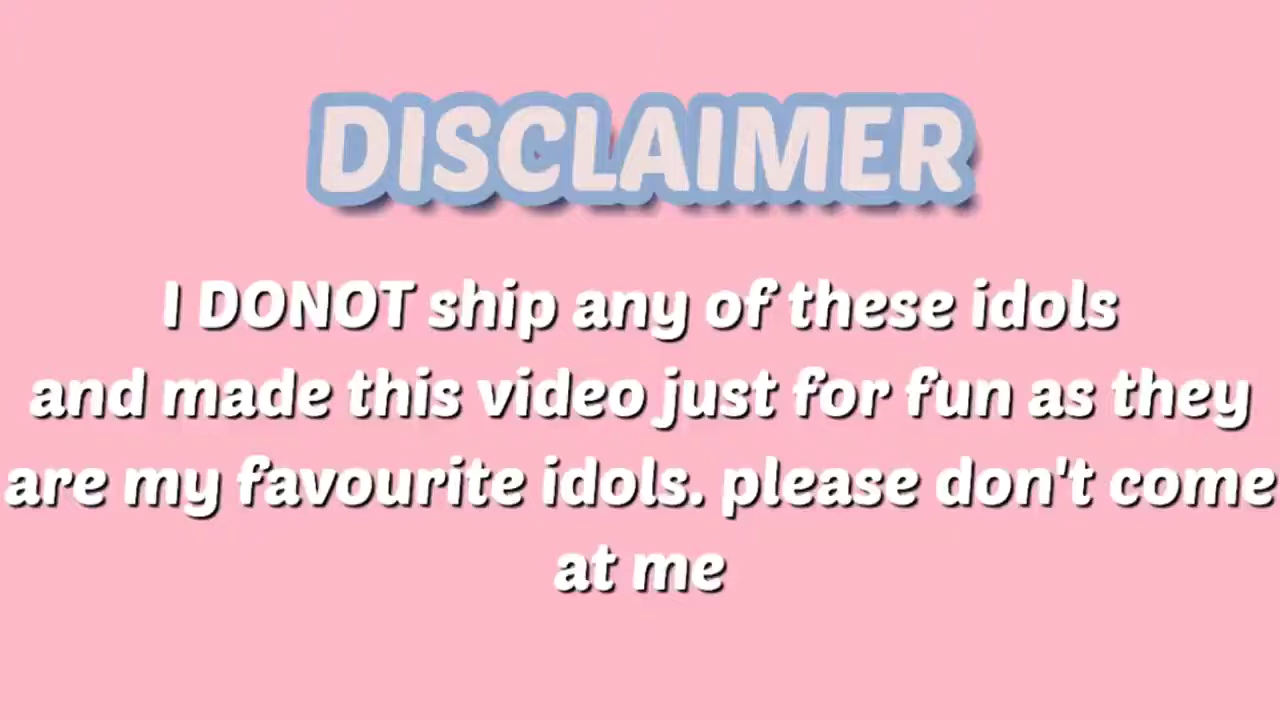 DISCLAIMER
I DONOT ship any of these idols
and made this video just for fun as they
are my favourite idols. please don't come
at me